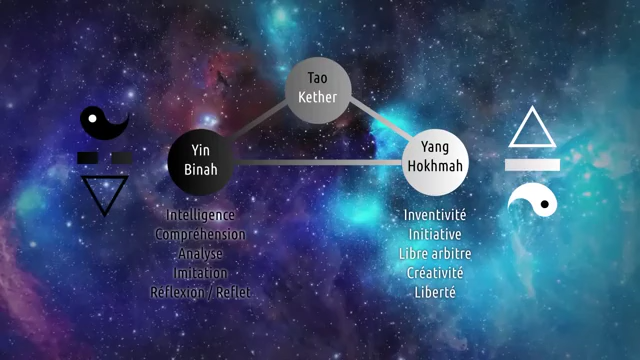 Tao
Kether
Yin
Binah
Yang
Hokhmah
Intelligence
Compréhension
Analyse
Imitation
Réflexion / Reflet
Inventivité
Initiative
Libre arbitre
Créativité
Liberté